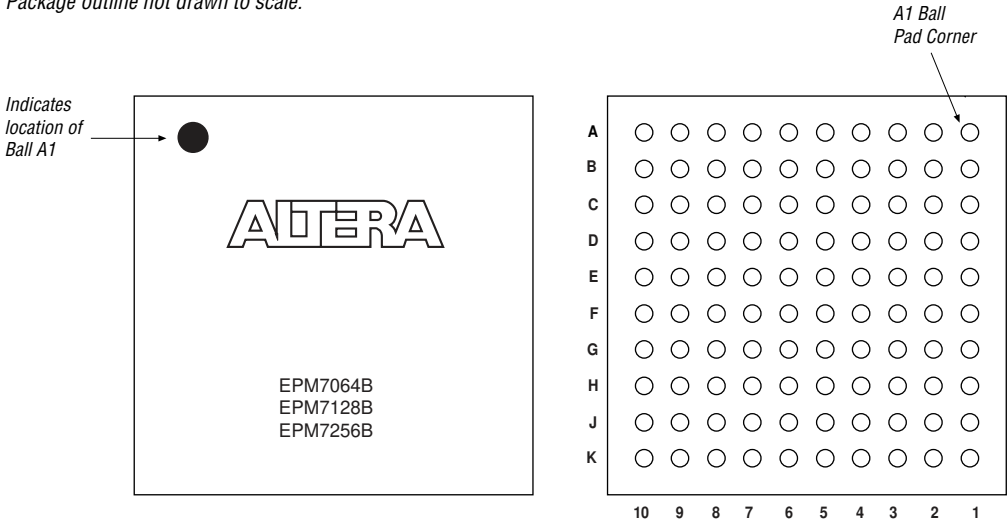 Package outline not drawn to scale.
A1 Ball
Pad Corner
Indicates
location of
Ball A1
ALTERA
EPM7064B
EPM7128B
EPM7256B
A
B
C
D
E
F
G
H
J
K
10 9 8 7 6 5 4 3 2 1